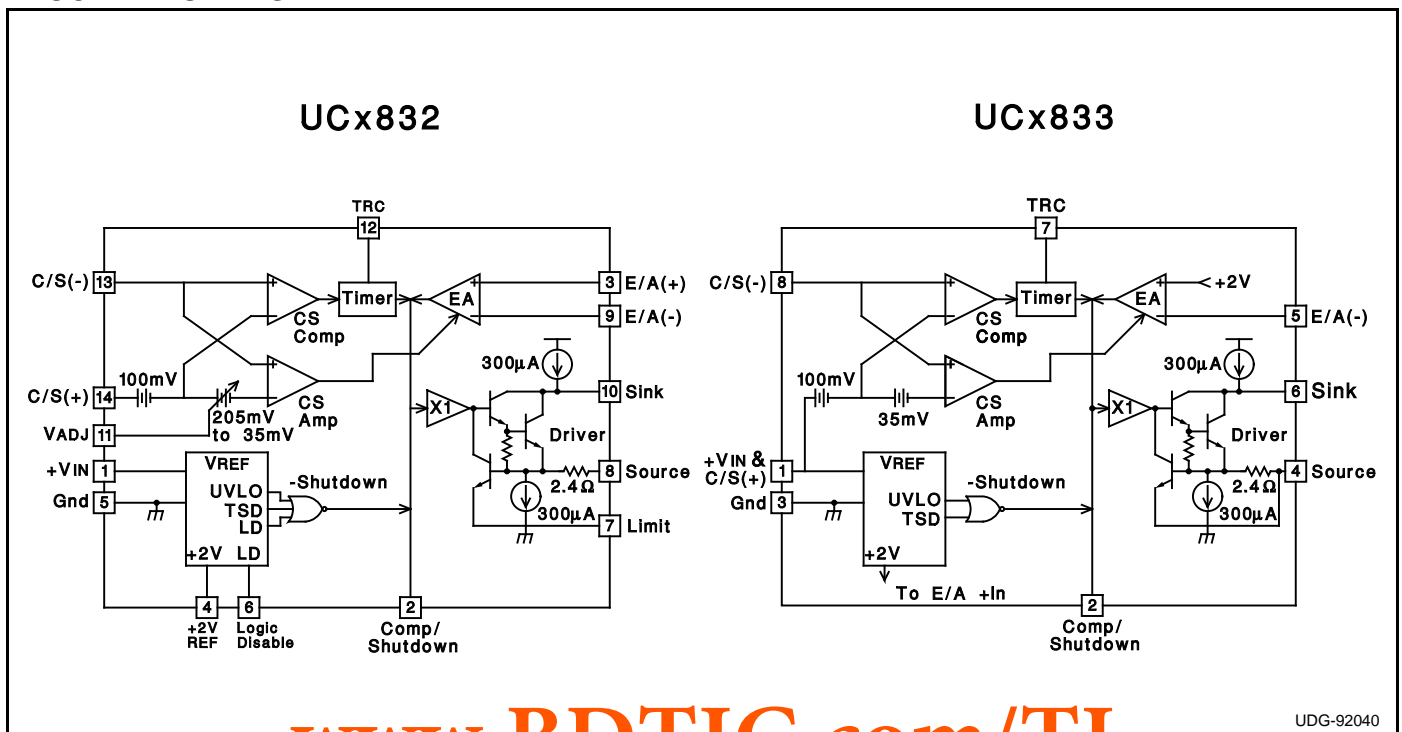 UCx832
TRC
12
C/S(-) 13
Timer
EA
3 E/A(+)
9 E/A(-)
CS
Comp
100mV
C/S(+) 14
205mV
to 35mV
CS
Amp
VADJ 11
300µA
10 Sink
X1
Driver
+VIN 1
VREF
UVLO
TSD
LD
-Shutdown
8 Source
2.4Ω
Gnd 5
300µA
7 Limit
+2V LD
4
+2V
REF
6
Logic
Disable
2
Comp/
Shutdown
UCx833
TRC
7
C/S(-) 8
Timer
EA
+2V
5 E/A(-)
CS
Comp
100mV
35mV
CS
Amp
300µA
6 Sink
X1
Driver
+VIN &
C/S(+)
1
VREF
UVLO
TSD
-Shutdown
4 Source
2.4Ω
Gnd 3
300µA
+2V
To E/A +In
2
Comp/
Shutdown
www.BDTIC.com/TI
UDG-92040